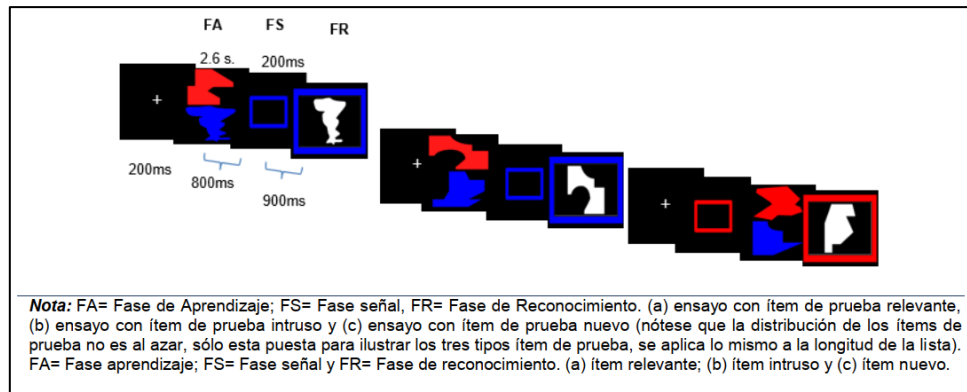 FA FS FR
2.6 s. 200ms
200ms
800ms
900ms
Nota: FA= Fase de Aprendizaje; FS= Fase señal, FR= Fase de Reconocimiento. (a) ensayo con ítem de prueba relevante,
(b) ensayo con ítem de prueba intruso y (c) ensayo con ítem de prueba nuevo (nótese que la distribución de los ítems de
prueba no es al azar, sólo esta puesta para ilustrar los tres tipos ítem de prueba, se aplica lo mismo a la longitud de la lista).
FA= Fase aprendizaje; FS= Fase señal y FR= Fase de reconocimiento. (a) ítem relevante; (b) ítem intruso y (c) ítem nuevo.